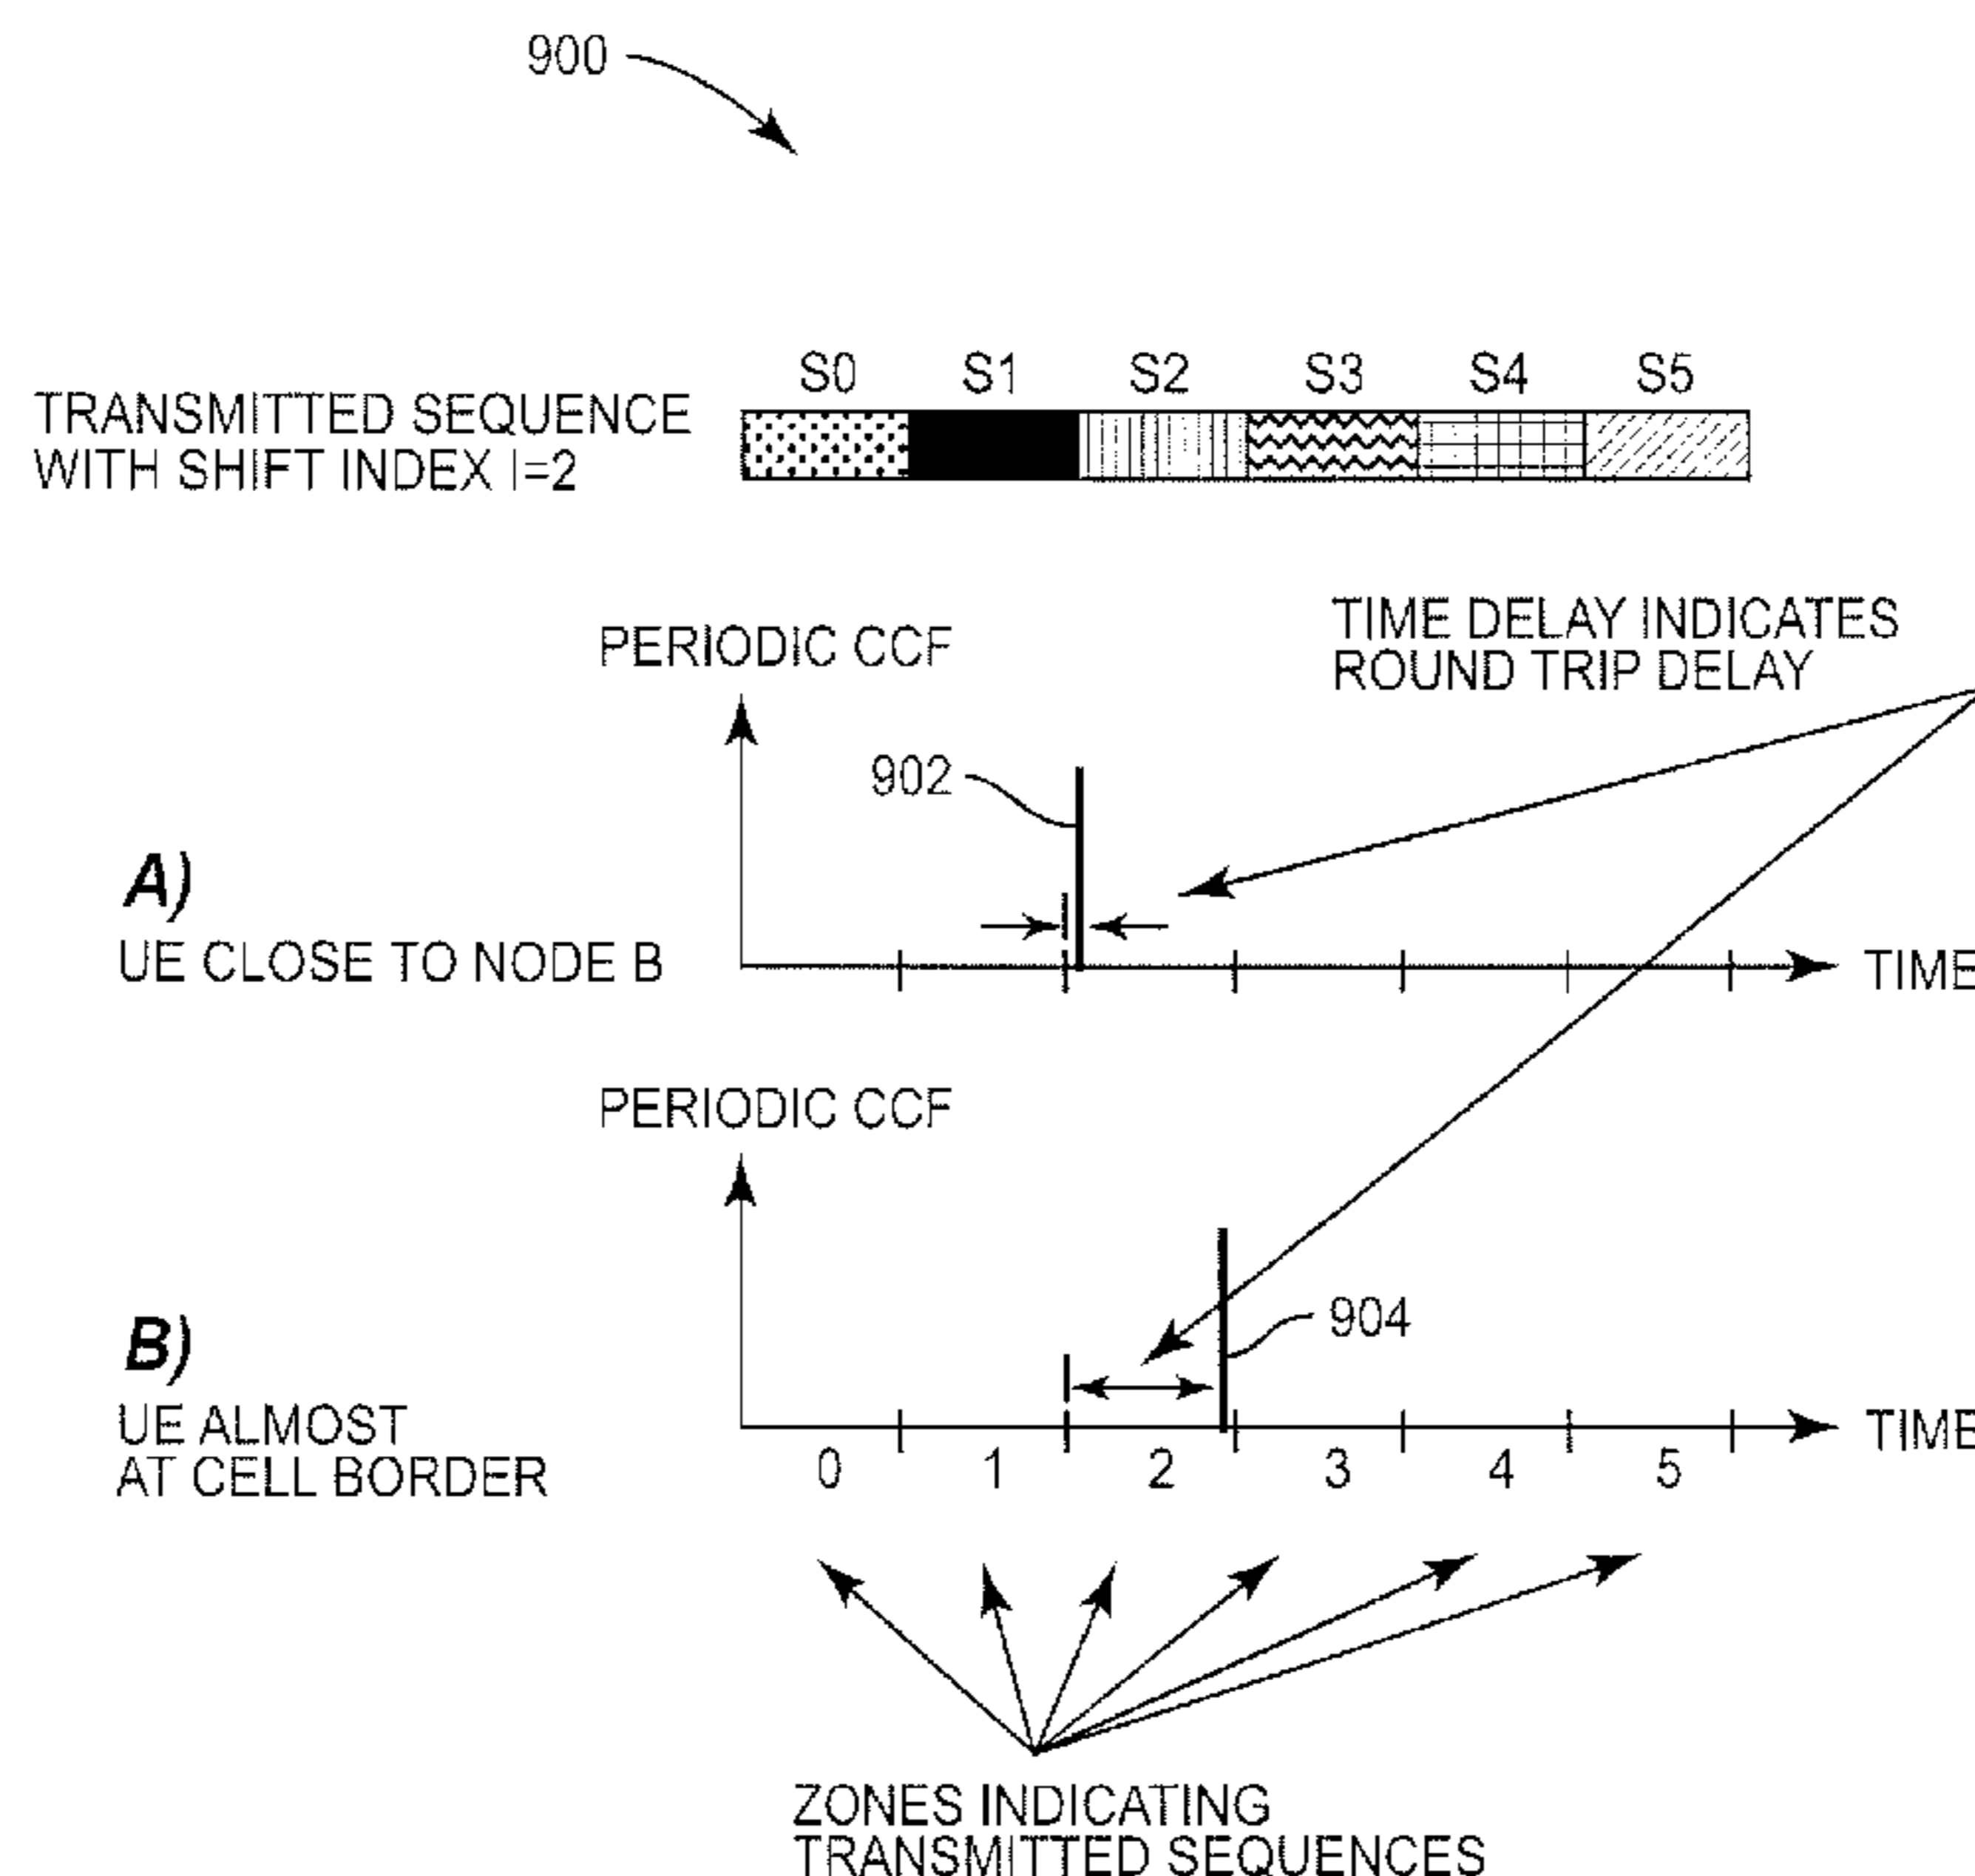 900
S0 S1 S2 S3 S4 S5
TRANSMITTED SEQUENCE
WITH SHIFT INDEX I=2
TIME DELAY INDICATES
ROUND TRIP DELAY
PERIODIC CCF
902
A)
UE CLOSE TO NODE B
TIME
PERIODIC CCF
904
B)
UE ALMOST
AT CELL BORDER
TIME
0 1 2 3 4 5
ZONES INDICATING
TRANSMITTED SEQUENCES